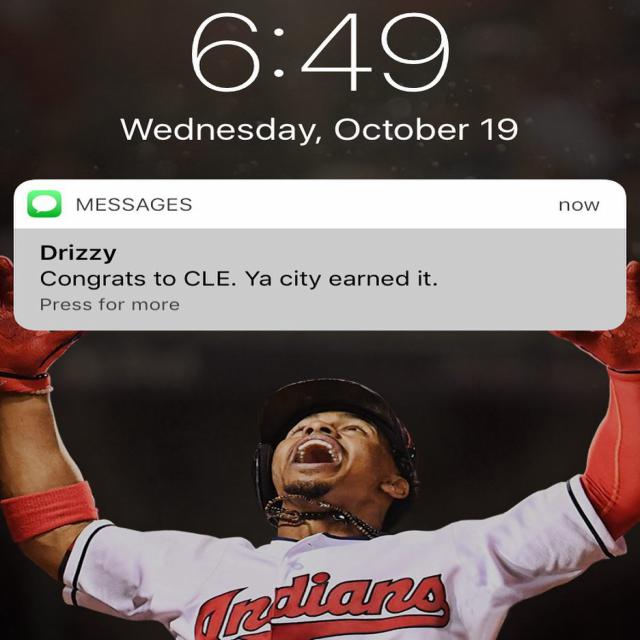 6:49
Wednesday, October 19
MESSAGES
now
Drizzy
Congrats to CLE. Ya city earned it.
Press for more
Indians